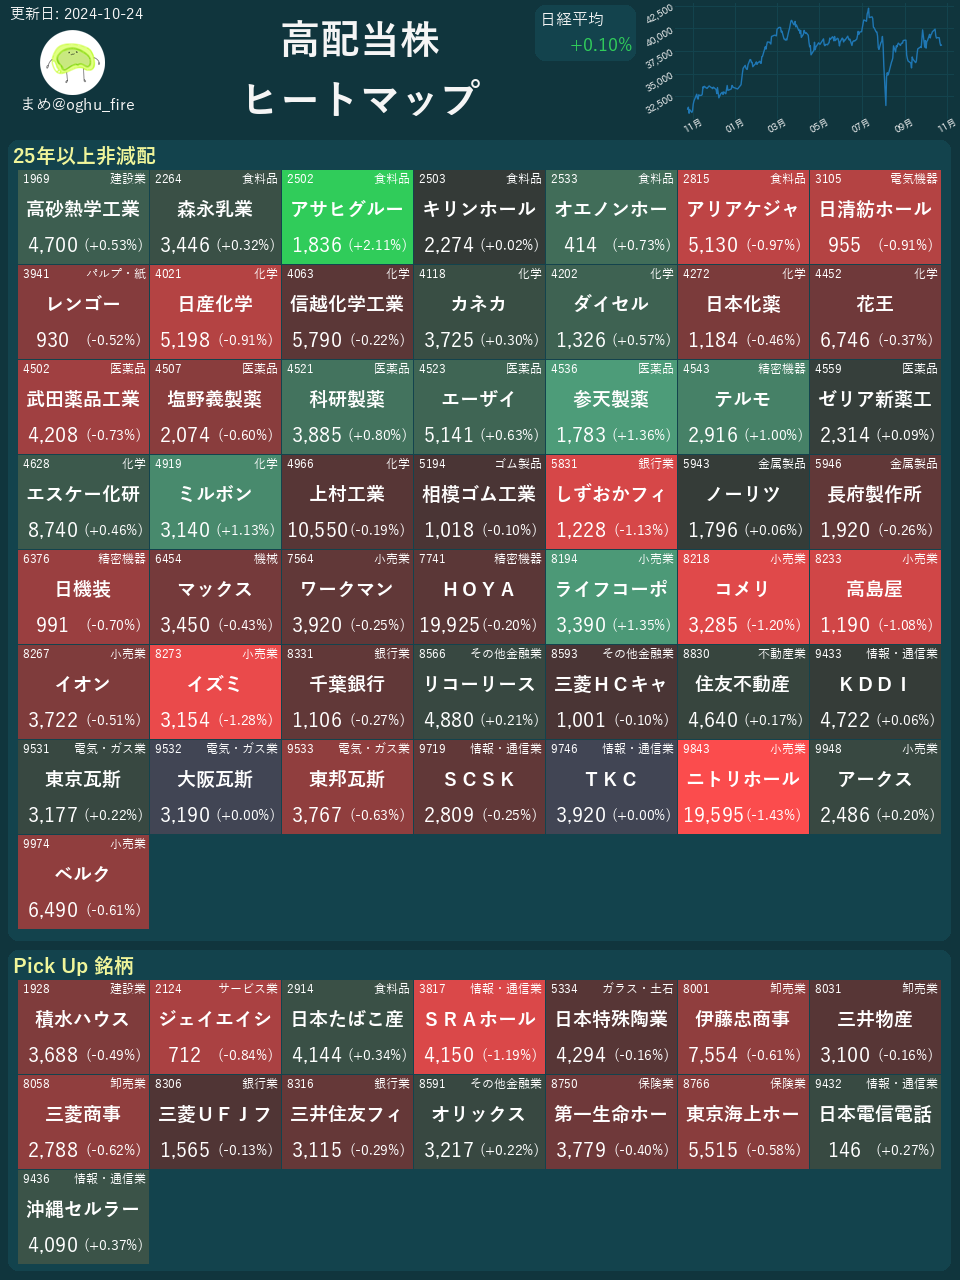 更新日: 2024-10-24
まめ@oghu_fire
高配当株
ヒートマップ
日経平均
+0.10%
42,500
40,000
37,500
35,000
32,500
11月 01月 03月 05月 07月 09月 11月
25年以上非減配
1969 建設業 2264 食料品 2502 食料品 2503 食料品 2533 食料品 2815 食料品 3105 電気機器
高砂熱学工業 森永乳業 アサヒグルー キリンホール オエノンホー アリアケジャ 日清紡ホール
4,700 (+0.53%) 3,446 (+0.32%) 1,836 (+2.11%) 2,274 (+0.02%) 414 (+0.73%) 5,130 (-0.97%) 955 (-0.91%)
3941 パルプ・紙 4021 化学 4063 化学 4118 化学 4202 化学 4272 化学 4452 化学
レンゴー 日産化学 信越化学工業 カネカ ダイセル 日本化薬 花王
930 (-0.52%) 5,198 (-0.91%) 5,790 (-0.22%) 3,725 (+0.30%) 1,326 (+0.57%) 1,184 (-0.46%) 6,746 (-0.37%)
4502 医薬品 4507 医薬品 4521 医薬品 4523 医薬品 4536 医薬品 4543 精密機器 4559 医薬品
武田薬品工業 塩野義製薬 科研製薬 エーザイ 参天製薬 テルモ ゼリア新薬工
4,208 (-0.73%) 2,074 (-0.60%) 3,885 (+0.80%) 5,141 (+0.63%) 1,783 (+1.36%) 2,916 (+1.00%) 2,314 (+0.09%)
4628 化学 4919 化学 4966 化学 5194 ゴム製品 5831 銀行業 5943 金属製品 5946 金属製品
エスケー化研 ミルボン 上村工業 相模ゴム工業 しずおかフィ ノーリツ 長府製作所
8,740 (+0.46%) 3,140 (+1.13%) 10,550 (-0.19%) 1,018 (-0.10%) 1,228 (-1.13%) 1,796 (+0.06%) 1,920 (-0.26%)
6376 精密機器 6454 機械 7564 小売業 7741 精密機器 8194 小売業 8218 小売業 8233 小売業
日機装 マックス ワークマン ＨＯＹＡ ライフコーポ コメリ 高島屋
991 (-0.70%) 3,450 (-0.43%) 3,920 (-0.25%) 19,925 (-0.20%) 3,390 (+1.35%) 3,285 (-1.20%) 1,190 (-1.08%)
8267 小売業 8273 小売業 8331 銀行業 8566 その他金融業 8593 その他金融業 8830 不動産業 9433 情報・通信業
イオン イズミ 千葉銀行 リコーリース 三菱ＨＣキャ 住友不動産 ＫＤＤＩ
3,722 (-0.51%) 3,154 (-1.28%) 1,106 (-0.27%) 4,880 (+0.21%) 1,001 (-0.10%) 4,640 (+0.17%) 4,722 (+0.06%)
9531 電気・ガス業 9532 電気・ガス業 9533 電気・ガス業 9719 情報・通信業 9746 情報・通信業 9843 小売業 9948 小売業
東京瓦斯 大阪瓦斯 東邦瓦斯 ＳＣＳＫ ＴＫＣ ニトリホール アークス
3,177 (+0.22%) 3,190 (+0.00%) 3,767 (-0.63%) 2,809 (-0.25%) 3,920 (+0.00%) 19,595 (-1.43%) 2,486 (+0.20%)
9974 小売業
ベルク
6,490 (-0.61%)
Pick Up 銘柄
1928 建設業 2124 サービス業 2914 食料品 3817 情報・通信業 5334 ガラス・土石 8001 卸売業 8031 卸売業
積水ハウス ジェイエイシ 日本たばこ産 ＳＲＡホール 日本特殊陶業 伊藤忠商事 三井物産
3,688 (-0.49%) 712 (-0.84%) 4,144 (+0.34%) 4,150 (-1.19%) 4,294 (-0.16%) 7,554 (-0.61%) 3,100 (-0.16%)
8058 卸売業 8306 銀行業 8316 銀行業 8591 その他金融業 8750 保険業 8766 保険業 9432 情報・通信業
三菱商事 三菱ＵＦＪフ 三井住友フィ オリックス 第一生命ホー 東京海上ホー 日本電信電話
2,788 (-0.62%) 1,565 (-0.13%) 3,115 (-0.29%) 3,217 (+0.22%) 3,779 (-0.40%) 5,515 (-0.58%) 146 (+0.27%)
9436 情報・通信業
沖縄セルラー
4,090 (+0.37%)